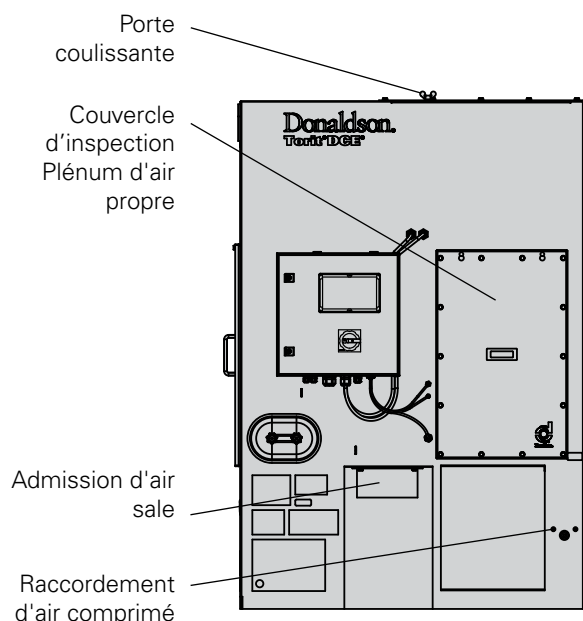 Porte
coulissante
Couvercle
d’inspection
Plénum d'air
propre
Donaldson.
Torit®DCE®
Admission d'air
sale
Raccordement
d'air comprimé